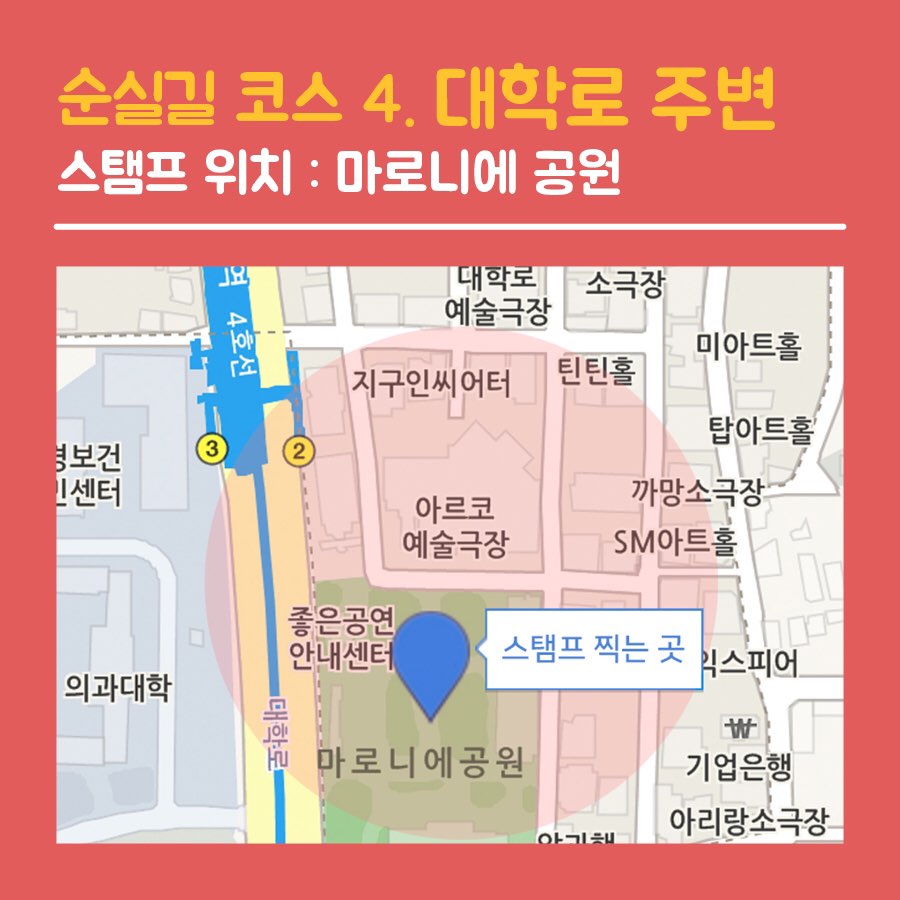 순실길 코스 4. 대학로 주변
스탬프 위치 : 마로니에 공원
역 4호선
대학로
예술극장
소극장
미아트홀
지구인씨어터
틴틴홀
탑아트홀
3
2
민센터
까망소극장
아르코
예술극장
SM아트홀
좋은공연
안내센터
스탬프 찍는 곳
익스피어
의과대학
대학로
₩
마로니에공원
기업은행
아리랑소극장